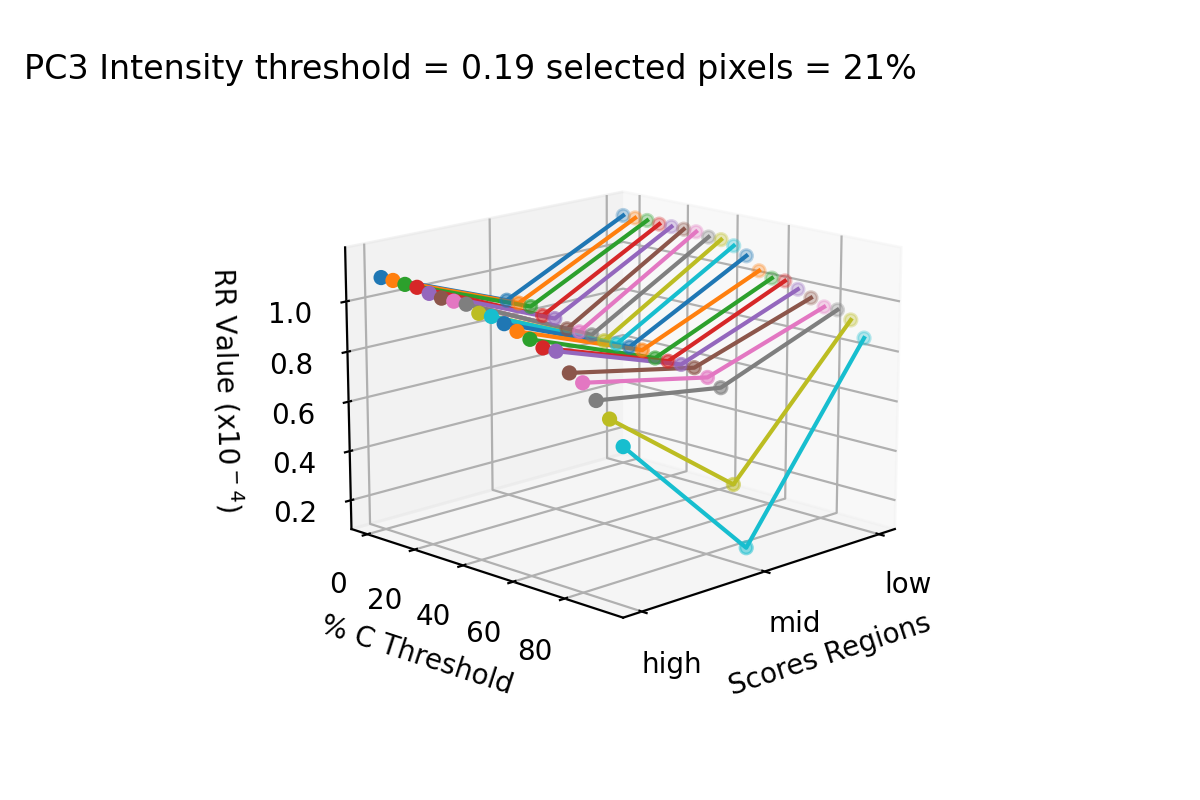 PC3 Intensity threshold = 0.19 selected pixels = 21%
RR Value (x10⁻⁴)
1.0
0.8
0.6
0.4
0.2
0
20
40
60
80
% C Threshold
high
mid
low
Scores Regions